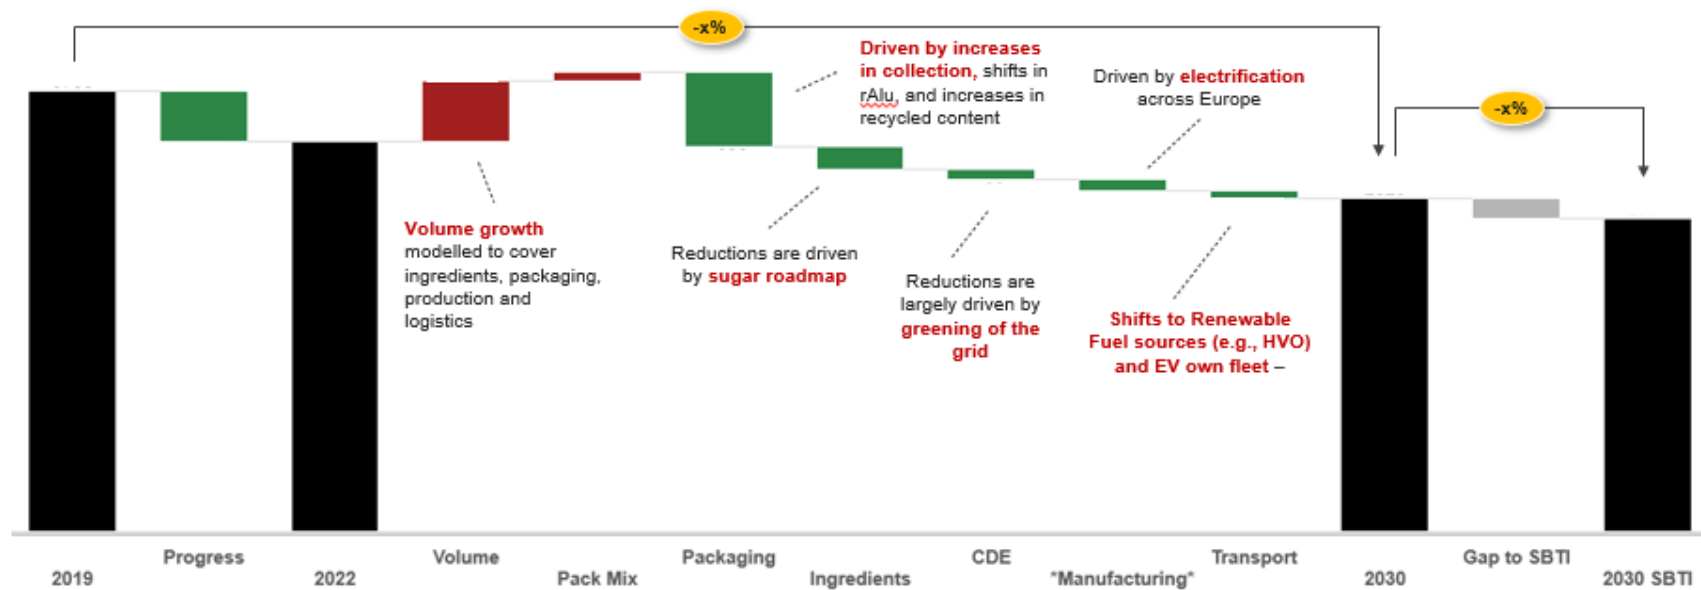 -x%
Driven by increases
in collection, shifts in
rAlu, and increases in
recycled content
Driven by electrification
across Europe
-x%
Volume growth
modelled to cover
ingredients, packaging,
production and
logistics
Reductions are driven
by sugar roadmap
Reductions are
largely driven by
greening of the
grid
Shifts to Renewable
Fuel sources (e.g., HVO)
and EV own fleet –
2019
Progress
2022
Volume
Pack Mix
Packaging
Ingredients
CDE
*Manufacturing*
Transport
2030
Gap to SBTI
2030 SBTI